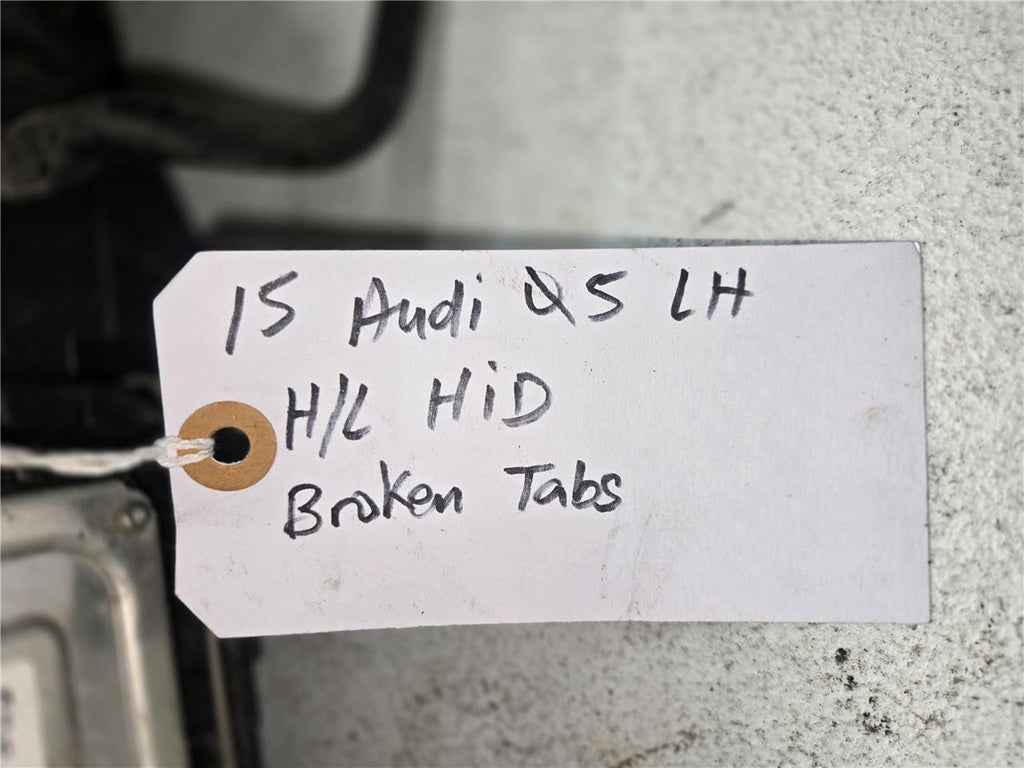 15 Audi Q5 LH
H/L HiD
Broken Tabs